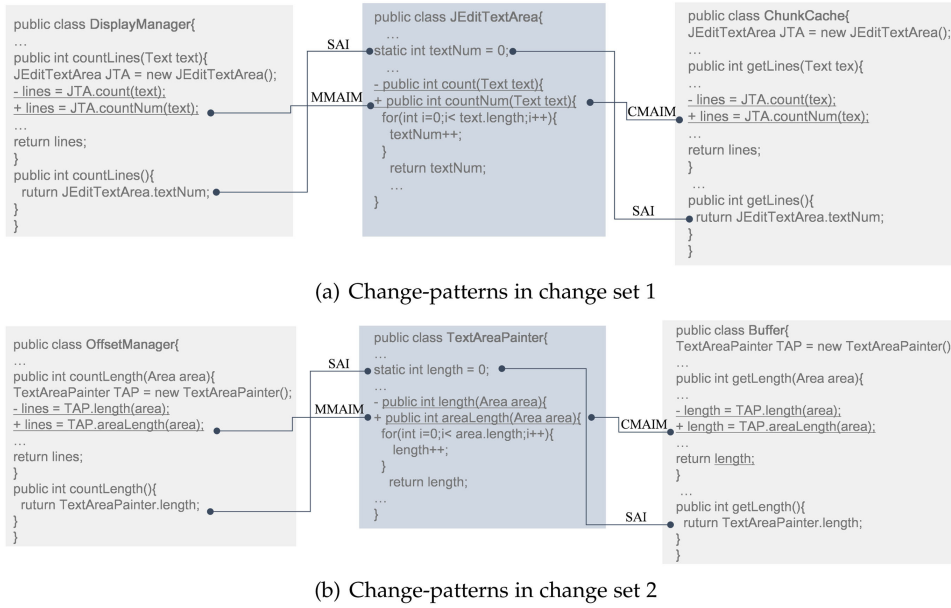 public class DisplayManager{
…
public int countLines(Text text){
JEditTextArea JTA = new JEditTextArea();
- lines = JTA.count(text);
+ lines = JTA.countNum(text);
…
return lines;
}
public int countLines(){
ruturn JEditTextArea.textNum;
}
}
SAI
MMAIM
public class JEditTextArea{
…
static int textNum = 0;
…
- public int count(Text text){
+ public int countNum(Text text){
for(int i=0;i< text.length;i++){
textNum++;
}
return textNum;
…
}
CMAIM
SAI
public class ChunkCache{
JEditTextArea JTA = new JEditTextArea();
…
public int getLines(Text tex){
…
- lines = JTA.count(tex);
+ lines = JTA.countNum(tex);
…
return lines;
}
…
public int getLines(){
ruturn JEditTextArea.textNum;
}
}
(a) Change-patterns in change set 1
public class OffsetManager{
…
public int countLength(Area area){
TextAreaPainter TAP = new TextAreaPainter();
- lines = TAP.length(area);
+ lines = TAP.areaLength(area);
…
return lines;
}
public int countLength(){
ruturn TextAreaPainter.length;
}
}
SAI
MMAIM
public class TextAreaPainter{
…
static int length = 0;
…
- public int length(Area area){
+ public int areaLength(Area area){
for(int i=0;i< area.length;i++){
length++;
}
return length;
…
}
CMAIM
SAI
public class Buffer{
TextAreaPainter TAP = new TextAreaPainter()
…
public int getLength(Area area){
…
- length = TAP.length(area);
+ length = TAP.areaLength(area);
…
return length;
}
…
public int getLength(){
ruturn TextAreaPainter.length;
}
}
(b) Change-patterns in change set 2